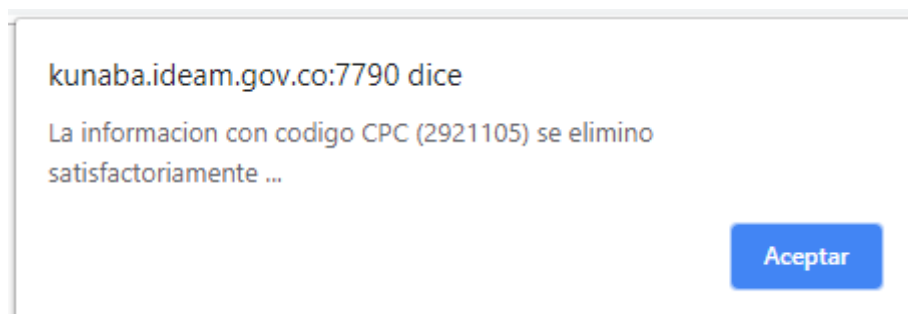 kunaba.ideam.gov.co:7790 dice
La informacion con codigo CPC (2921105) se elimino
satisfactoriamente ...
Aceptar